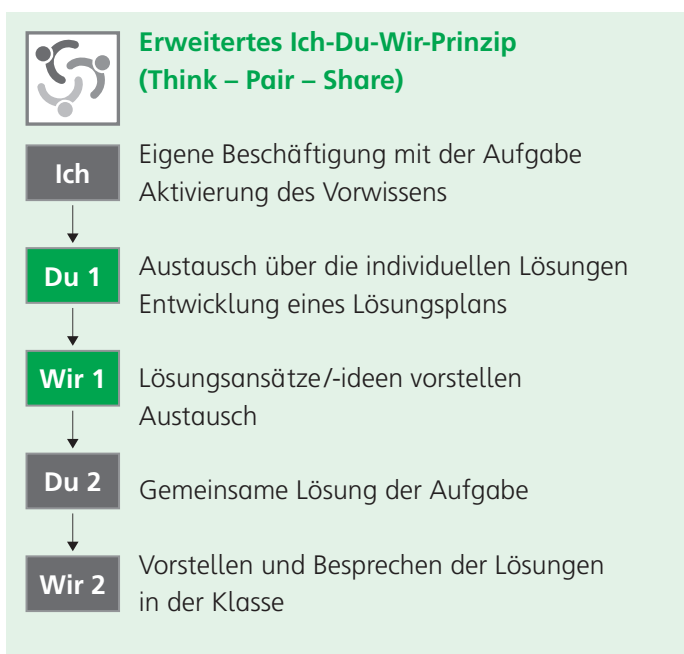 Erweitertes Ich-Du-Wir-Prinzip
(Think – Pair – Share)
Ich
Eigene Beschäftigung mit der Aufgabe
Aktivierung des Vorwissens
Du 1
Austausch über die individuellen Lösungen
Entwicklung eines Lösungsplans
Wir 1
Lösungsansätze/-ideen vorstellen
Austausch
Du 2
Gemeinsame Lösung der Aufgabe
Wir 2
Vorstellen und Besprechen der Lösungen
in der Klasse